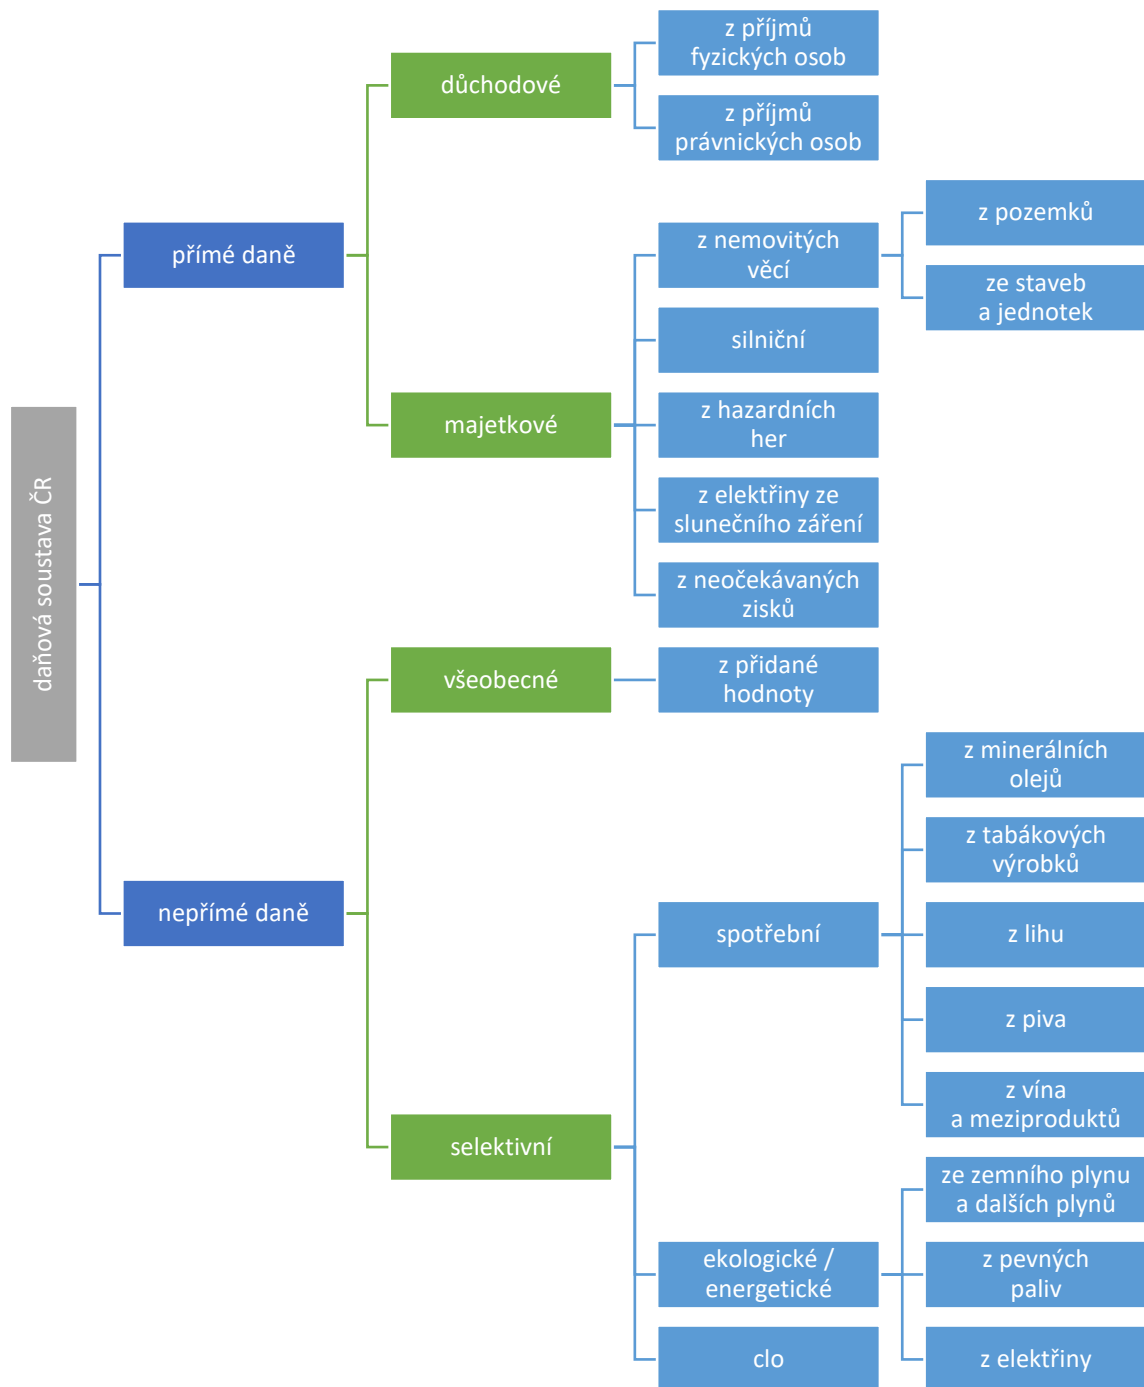 daňová soustava ČR
přímé daně
důchodové
z příjmů
fyzických osob
z příjmů
právnických osob
majetkové
z nemovitých
věcí
z pozemků
ze staveb
a jednotek
silniční
z hazardních
her
z elektřiny ze
slunečního záření
z neočekávaných
zisků
nepřímé daně
všeobecné
z přidané
hodnoty
selektivní
spotřební
z minerálních
olejů
z tabákových
výrobků
z lihu
z piva
z vína
a meziproduktů
ekologické /
energetické
ze zemního plynu
a dalších plynů
z pevných
paliv
z elektřiny
clo